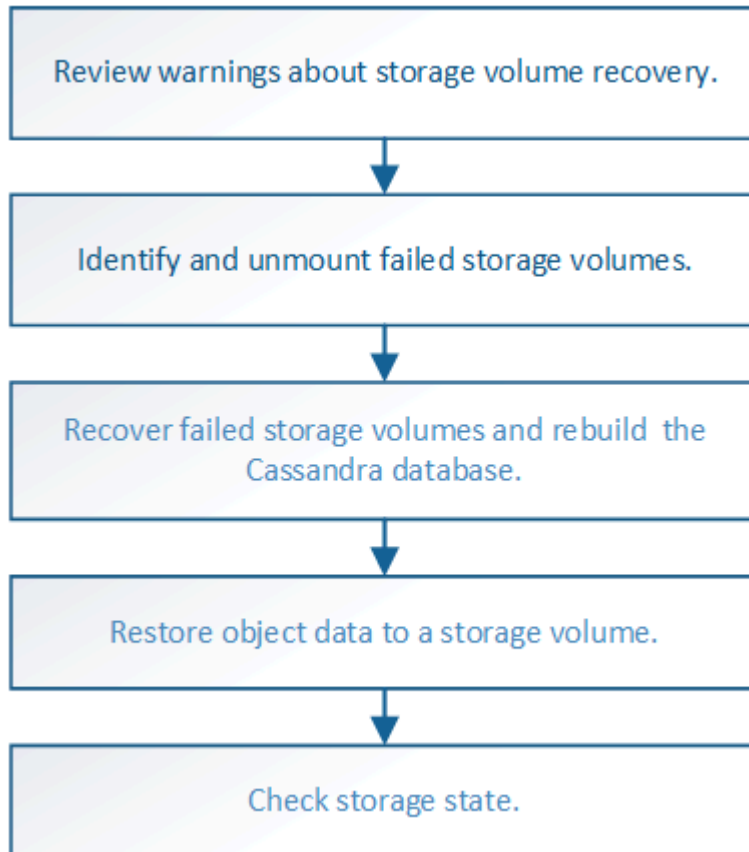 Review warnings about storage volume recovery.
Identify and unmount failed storage volumes.
Recover failed storage volumes and rebuild the
Cassandra database.
Restore object data to a storage volume.
Check storage state.